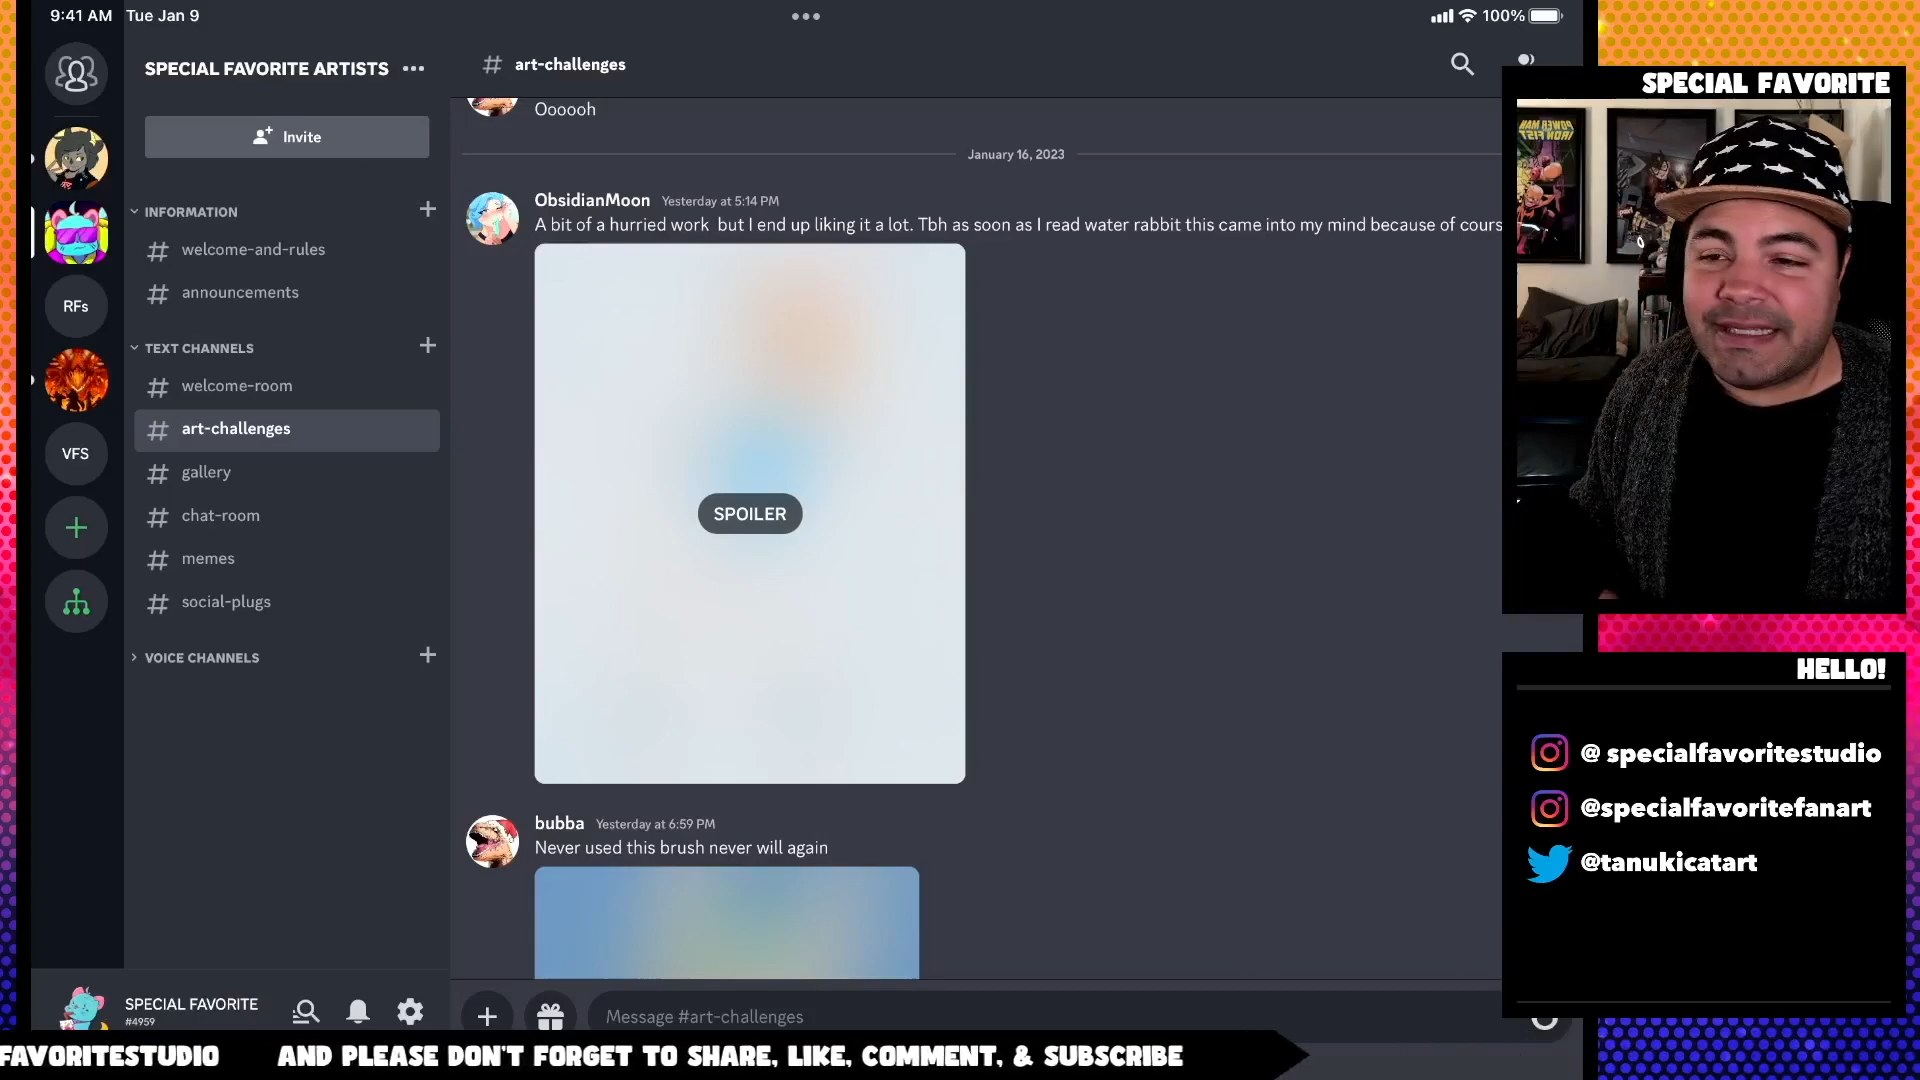 9:41 AM Tue Jan 9
100%
SPECIAL FAVORITE ARTISTS
Invite
INFORMATION
welcome-and-rules
announcements
TEXT CHANNELS
welcome-room
art-challenges
gallery
chat-room
memes
social-plugs
VOICE CHANNELS
RFs
VFS
SPECIAL FAVORITE
#4959
art-challenges
Oooooh
January 16, 2023
ObsidianMoon Yesterday at 5:14 PM
A bit of a hurried work but I end up liking it a lot. Tbh as soon as I read water rabbit this came into my mind because of cours
SPOILER
bubba Yesterday at 6:59 PM
Never used this brush never will again
Message #art-challenges
SPECIAL FAVORITE
POWER MAN
IRON FIST
HELLO!
@ specialfavoritestudio
@specialfavoritefanart
@tanukicatart
FAVORITESTUDIO AND PLEASE DON'T FORGET TO SHARE, LIKE, COMMENT, & SUBSCRIBE